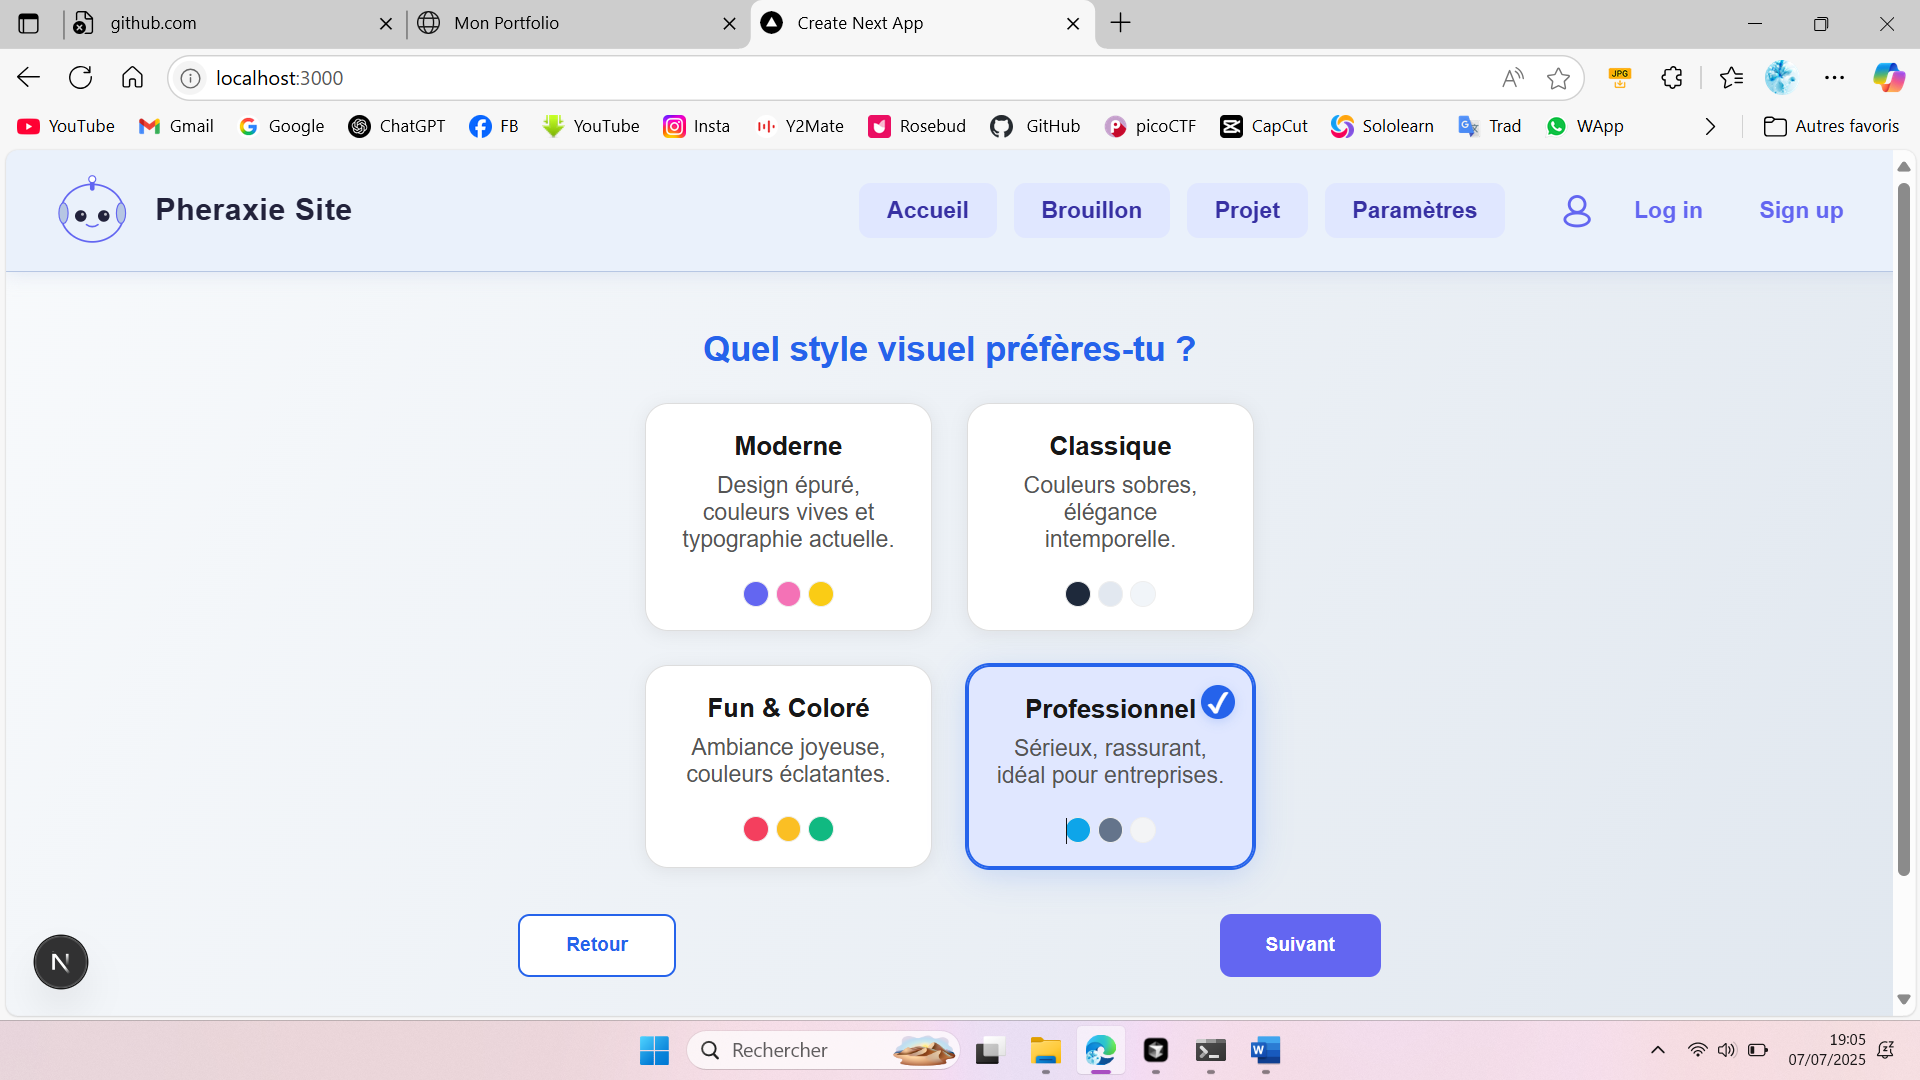 github.com
Mon Portfolio
Create Next App
localhost:3000
JPG
YouTube
Gmail
Google
ChatGPT
FB
YouTube
Insta
Y2Mate
Rosebud
GitHub
picoCTF
CapCut
Sololearn
Trad
WApp
Autres favoris
Pheraxie Site
Accueil
Brouillon
Projet
Paramètres
Log in
Sign up
Quel style visuel préfères-tu ?
Moderne
Design épuré,
couleurs vives et
typographie actuelle.
Classique
Couleurs sobres,
élégance
intemporelle.
Fun & Coloré
Ambiance joyeuse,
couleurs éclatantes.
Professionnel
Sérieux, rassurant,
idéal pour entreprises.
Retour
Suivant
N
Rechercher
19:05
07/07/2025